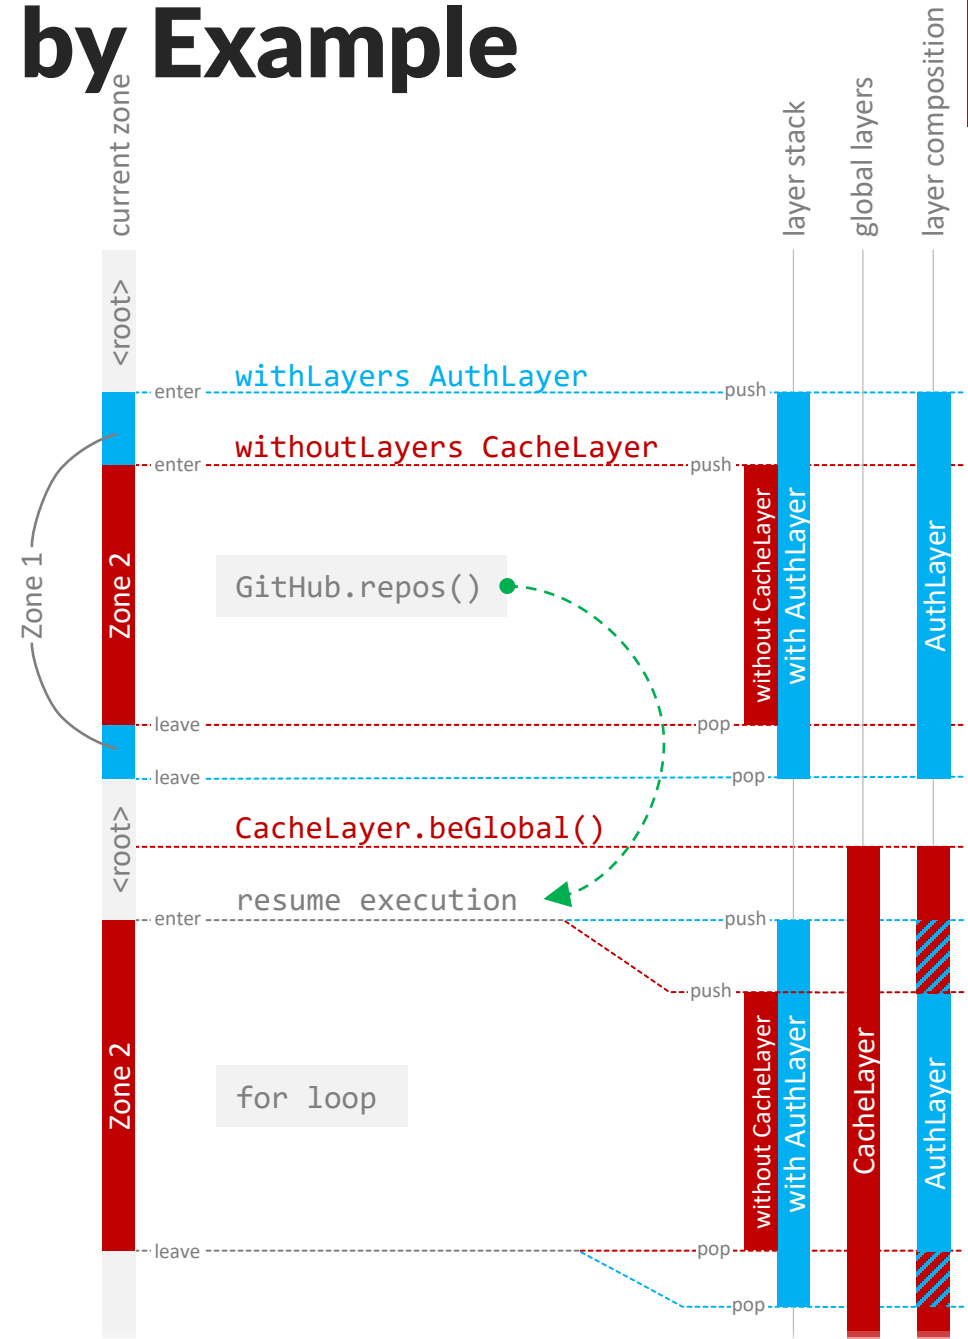 by Example
current zone
layer stack
global layers
layer composition
<root>
withLayers AuthLayer
enter
push
withoutLayers CacheLayer
enter
push
Zone 1
Zone 2
GitHub.repos()
without CacheLayer
with AuthLayer
AuthLayer
leave
pop
leave
pop
<root>
CacheLayer.beGlobal()
resume execution
enter
push
push
Zone 2
for loop
without CacheLayer
with AuthLayer
CacheLayer
AuthLayer
leave
pop
pop